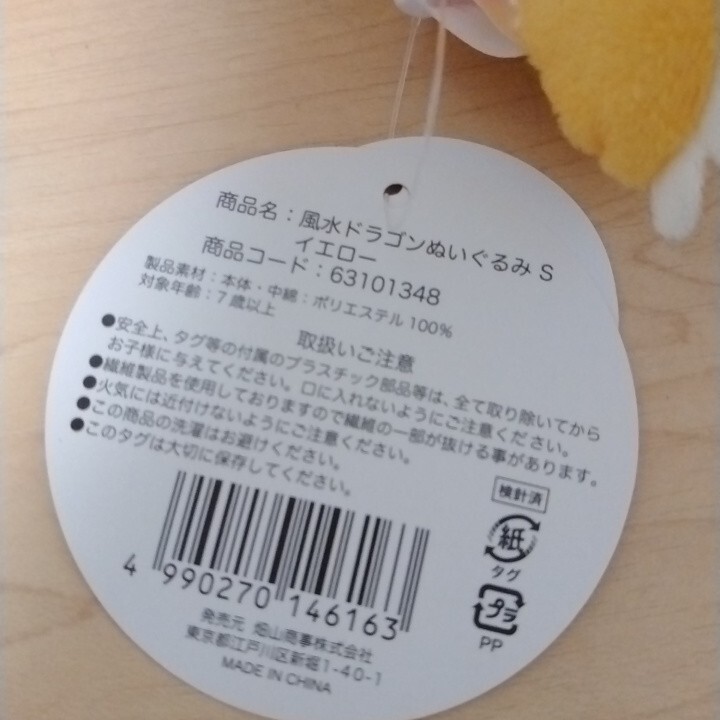 商品名：風水ドラゴンぬいぐるみ S
イエロー
商品コード：63101348
製品素材：本体・中綿：ポリエステル 100%
対象年齢：7 歳以上
取扱いご注意
●安全上、タグ等の付属のプラスチック部品等は、全て取り除いてから
お子様に与えてください。口に入れないようにご注意ください。
●繊維製品を使用しておりますので繊維の一部が抜ける事があります。
●火気には近付けないようにご注意ください。
●この商品の洗濯はお避けください。
●このタグは大切に保存してください。
検針済
紙
タグ
プラ
PP
4 990270 146163
発売元 畑山商事株式会社
東京都江戸川区新堀1-40-1
MADE IN CHINA